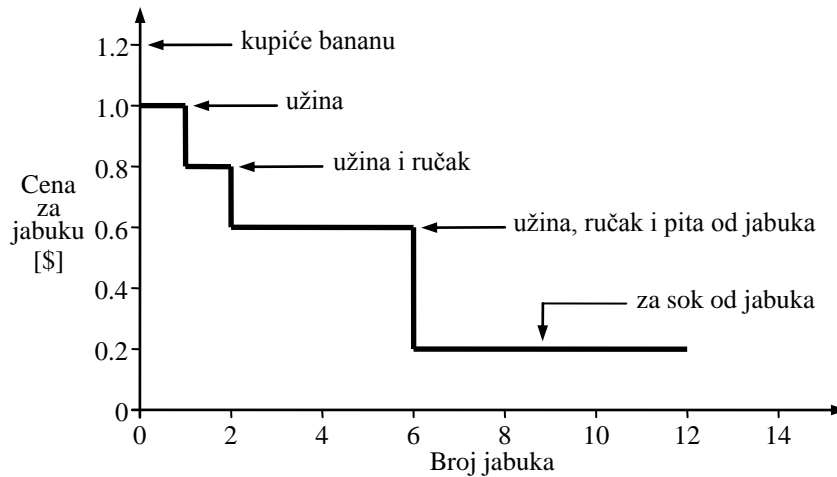 1.2
kupiće bananu
1.0
užina
0.8
užina i ručak
Cena
za
jabuku
[$]
0.6
užina, ručak i pita od jabuka
0.4
za sok od jabuka
0.2
0
0 2 4 6 8 10 12 14
Broj jabuka